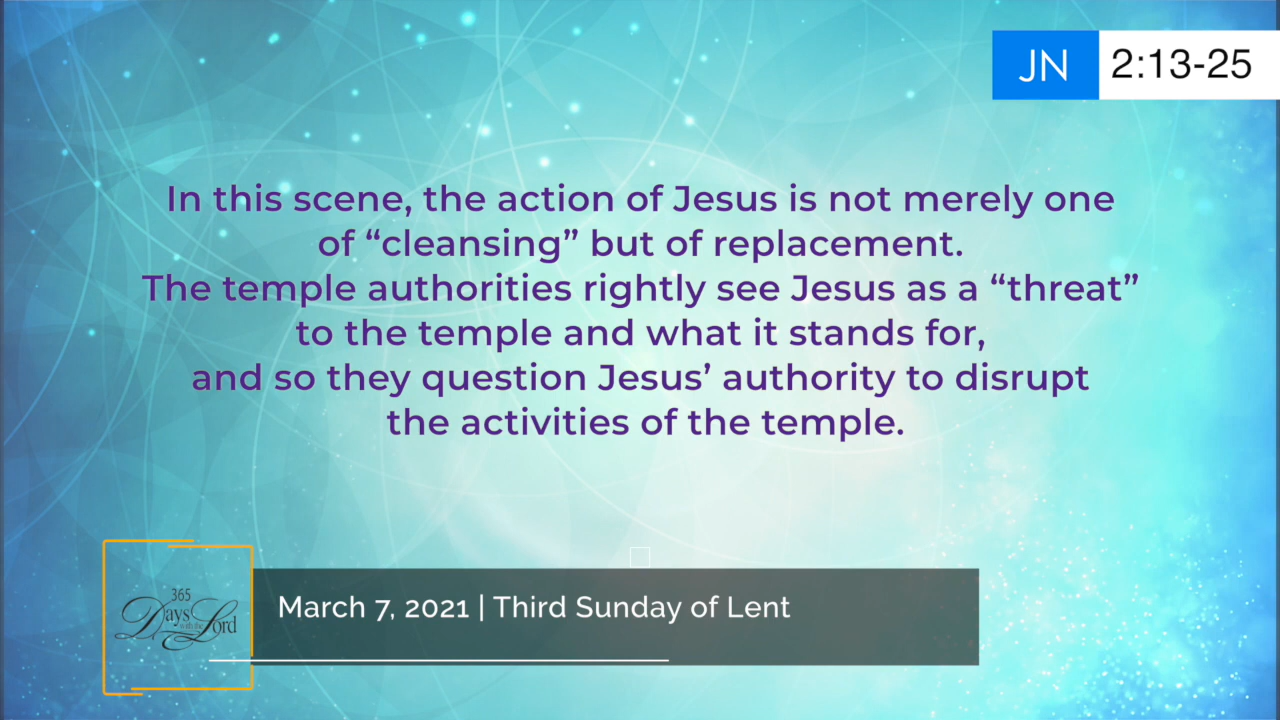 JN 2:13-25
In this scene, the action of Jesus is not merely one
of “cleansing” but of replacement.
The temple authorities rightly see Jesus as a “threat”
to the temple and what it stands for,
and so they question Jesus’ authority to disrupt
the activities of the temple.
365
Days with the Lord
March 7, 2021 | Third Sunday of Lent